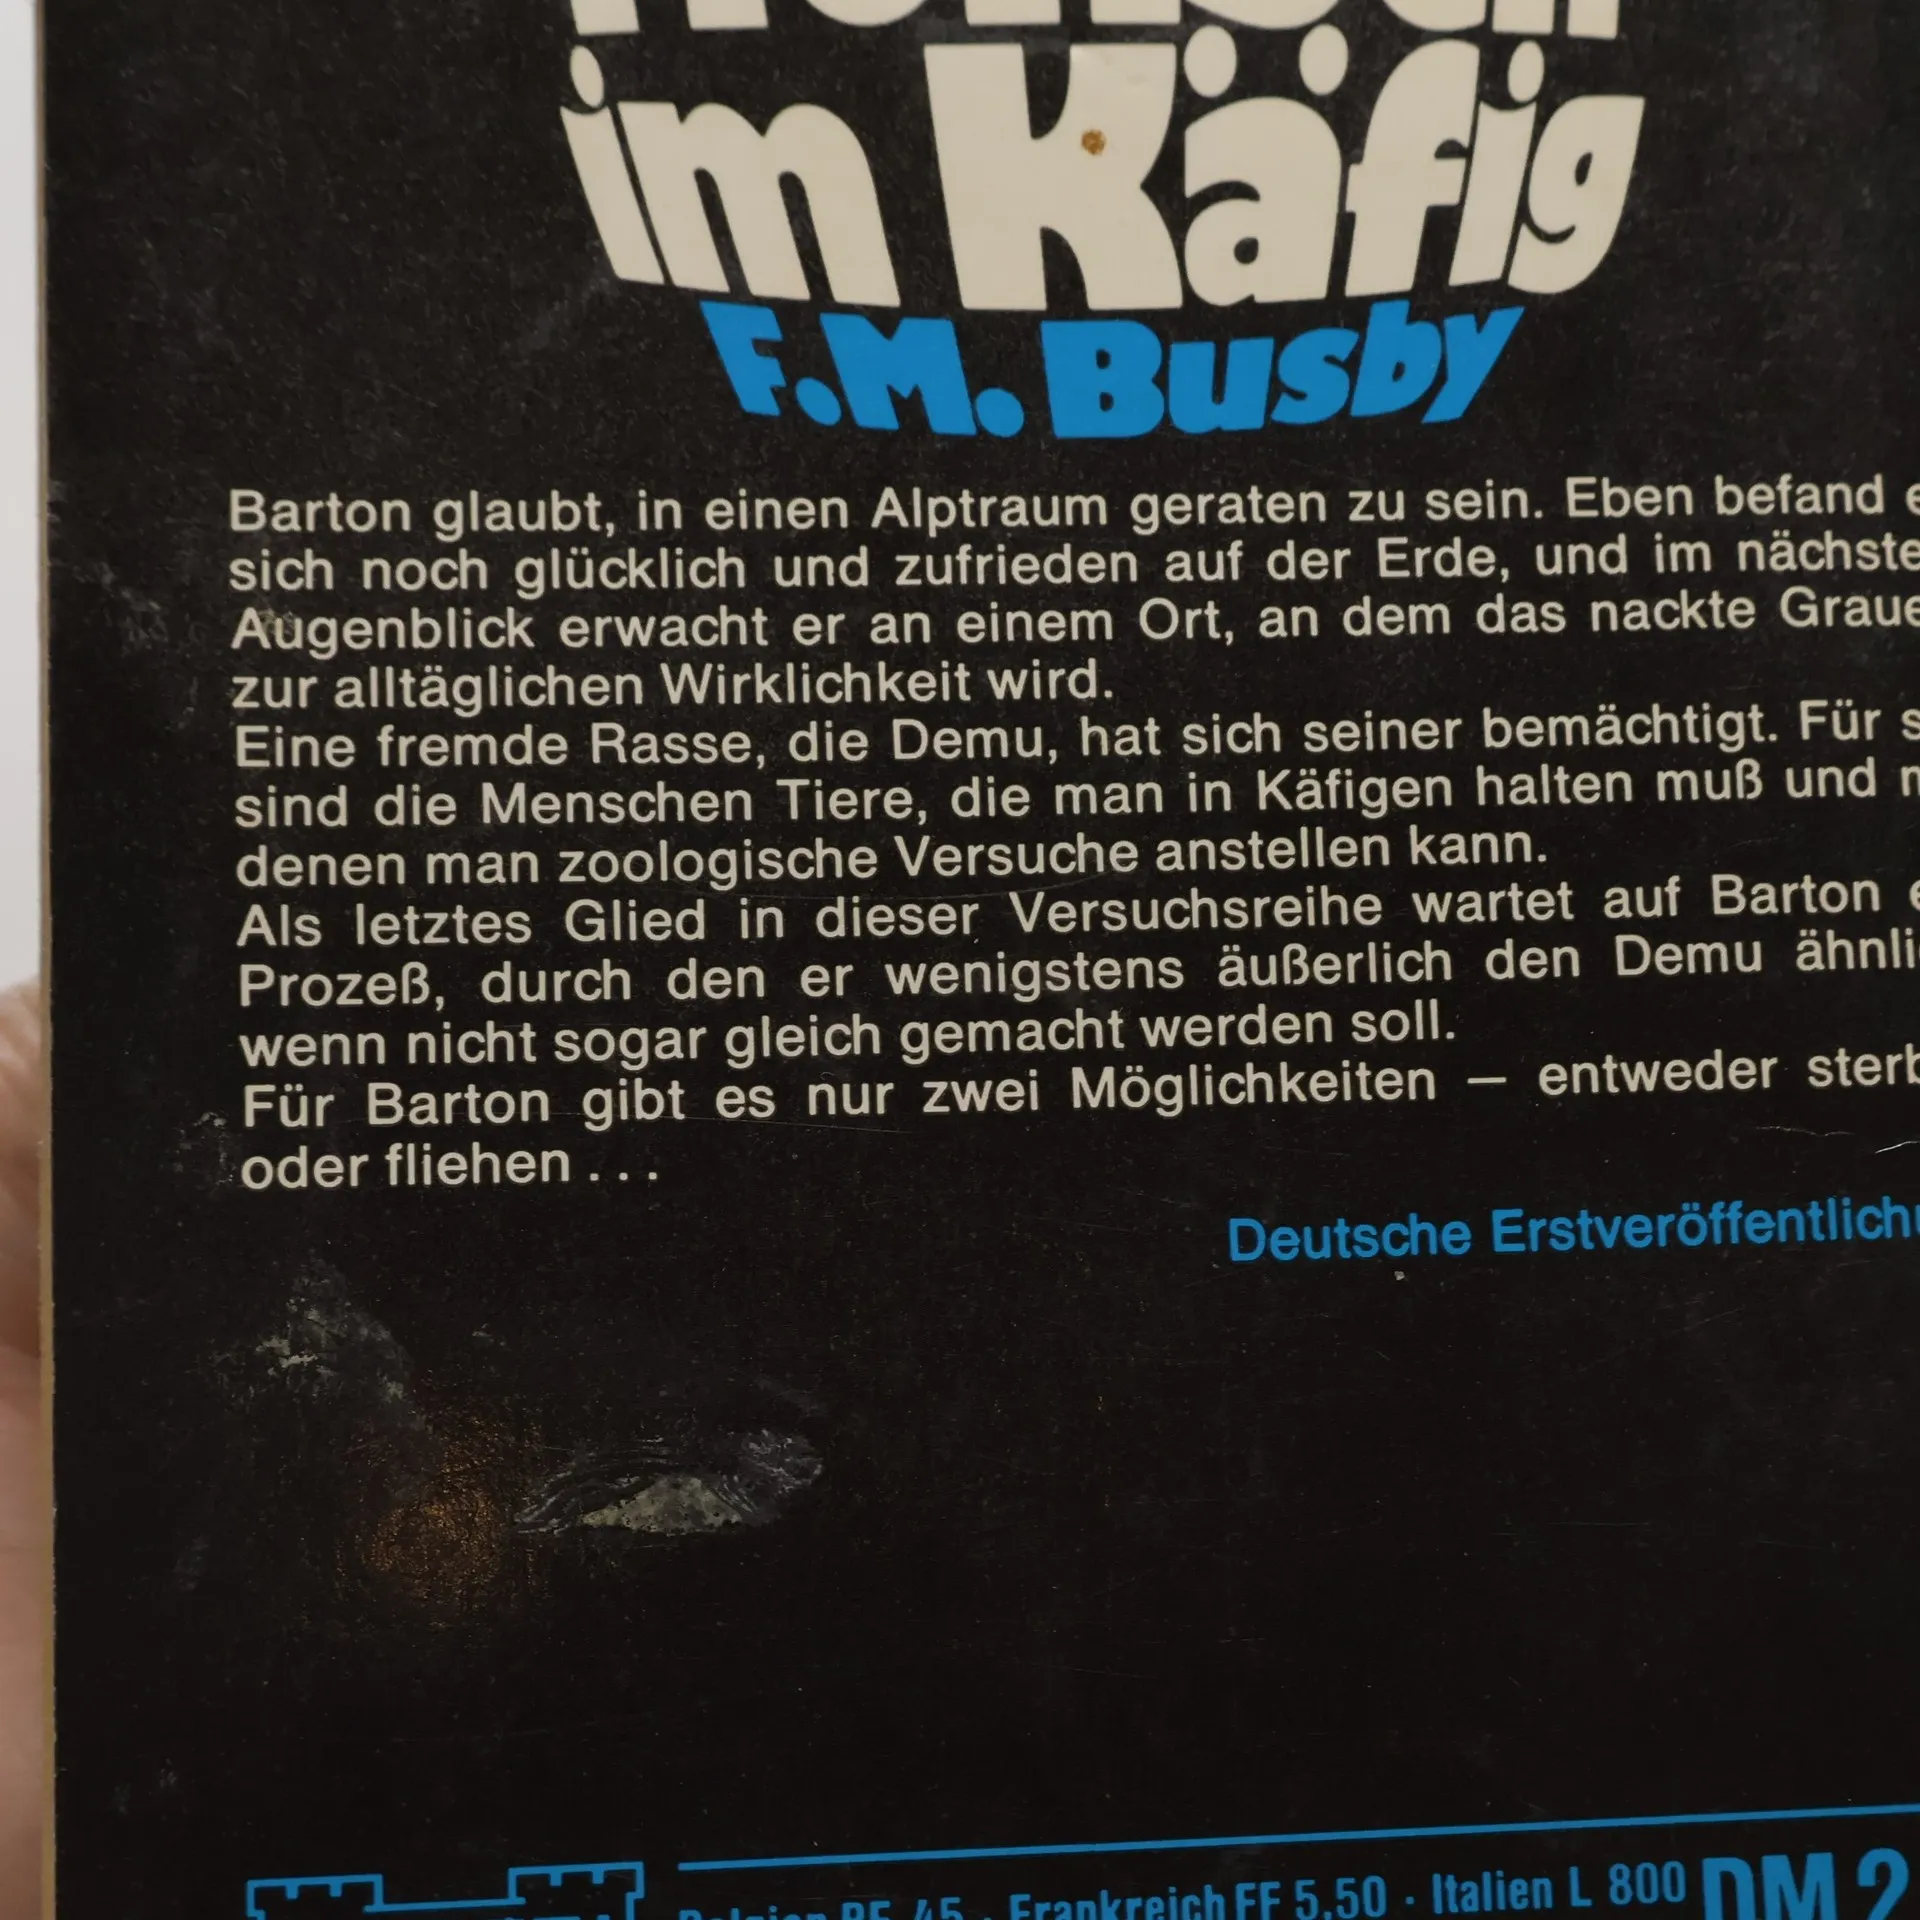 im Käfig
F.M. Busby
Barton glaubt, in einen Alptraum geraten zu sein. Eben befand
sich noch glücklich und zufrieden auf der Erde, und im
Augenblick erwacht er an einem Ort, an dem das nackte
zur alltäglichen Wirklichkeit wird.
Eine fremde Rasse, die Demu, hat sich seiner bemächtigt. Für
sind die Menschen Tiere, die man in Käfigen halten muß und
denen man zoologische Versuche anstellen kann.
Als letztes Glied in dieser Versuchsreihe wartet auf Barton
Prozeß, durch den er wenigstens äußerlich den Demu
wenn nicht sogar gleich gemacht werden soll.
Für Barton gibt es nur zwei Möglichkeiten — entweder
oder fliehen . . .
Deutsche
Belgien BF 45 · Frankreich FF 5,50 · Italien L 800 DM 2